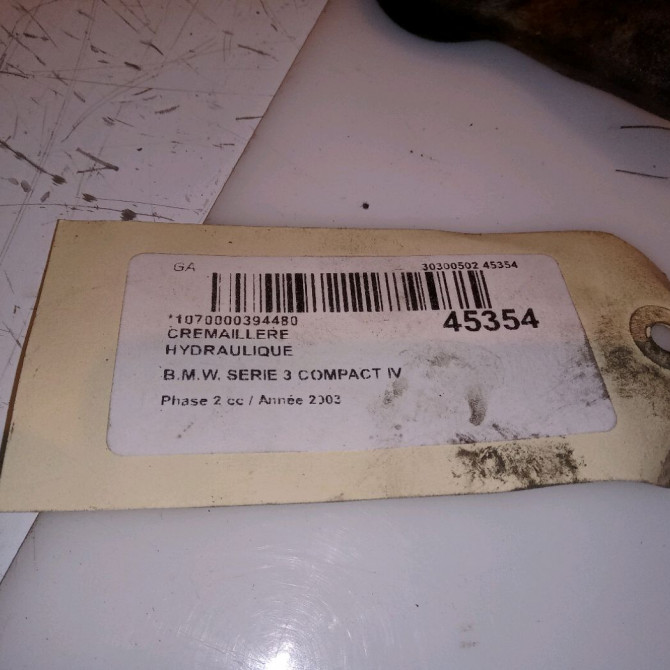 GA 30300502 45354
*1070000394480 45354
CREMAILLERE
HYDRAULIQUE
B.M.W. SERIE 3 COMPACT IV
Phase 2 cc / Année 2003